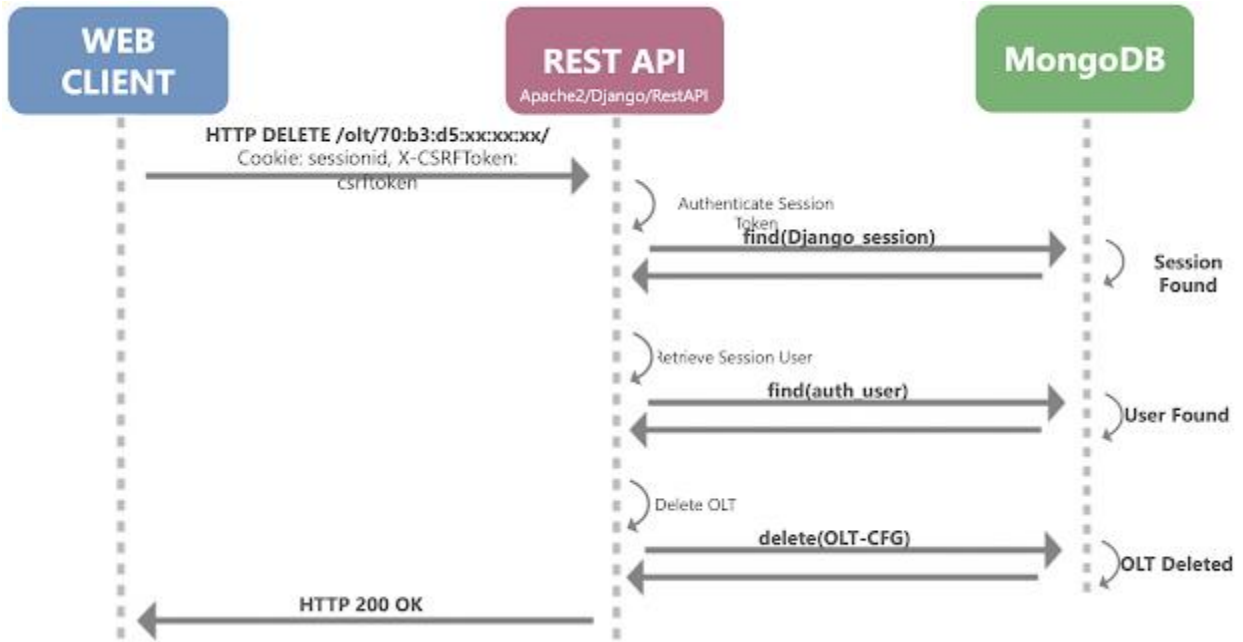 WEB
CLIENT
REST API
Apache2/Django/RestAPI
MongoDB
HTTP DELETE /olt/70:b3:d5:xx:xx:xx/
Cookie: sessionid, X-CSRFToken:
csrftoken
Authenticate Session
Token
find(Django_session)
Session
Found
Retrieve Session User
find(auth_user)
User Found
Delete OLT
delete(OLT-CFG)
OLT Deleted
HTTP 200 OK